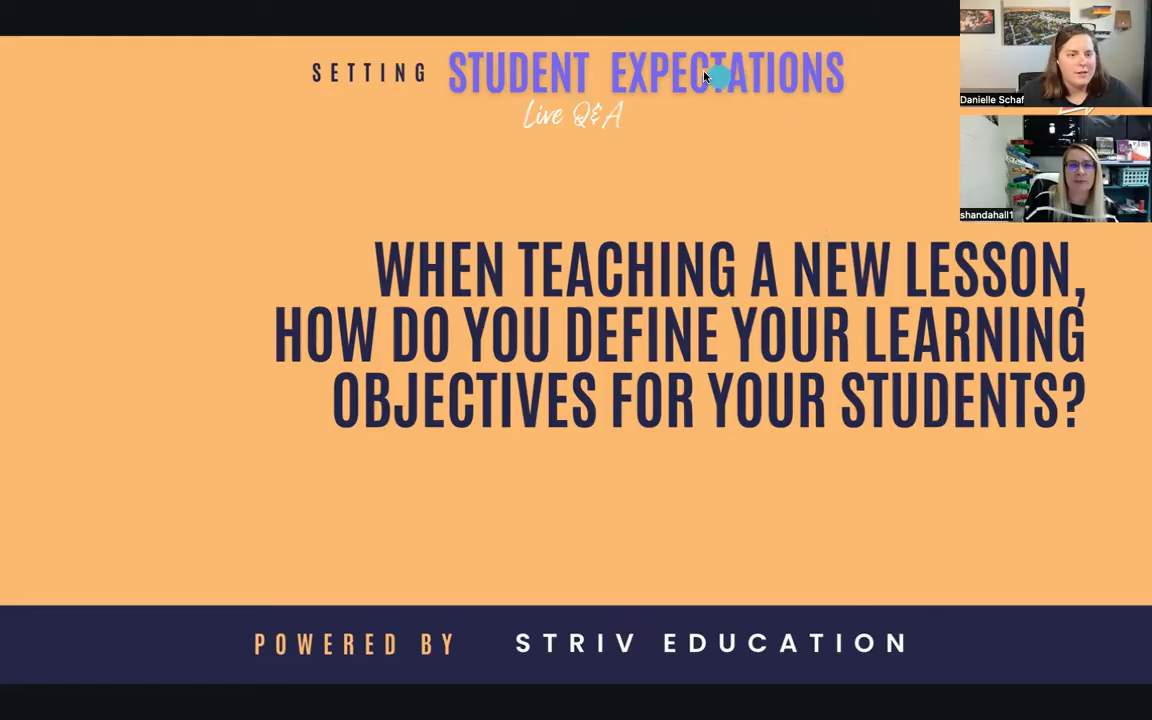 SETTING STUDENT EXPECTATIONS
Live Q&A
Danielle Schaf
shandahall1
WHEN TEACHING A NEW LESSON,
HOW DO YOU DEFINE YOUR LEARNING
OBJECTIVES FOR YOUR STUDENTS?
POWERED BY STRIV EDUCATION